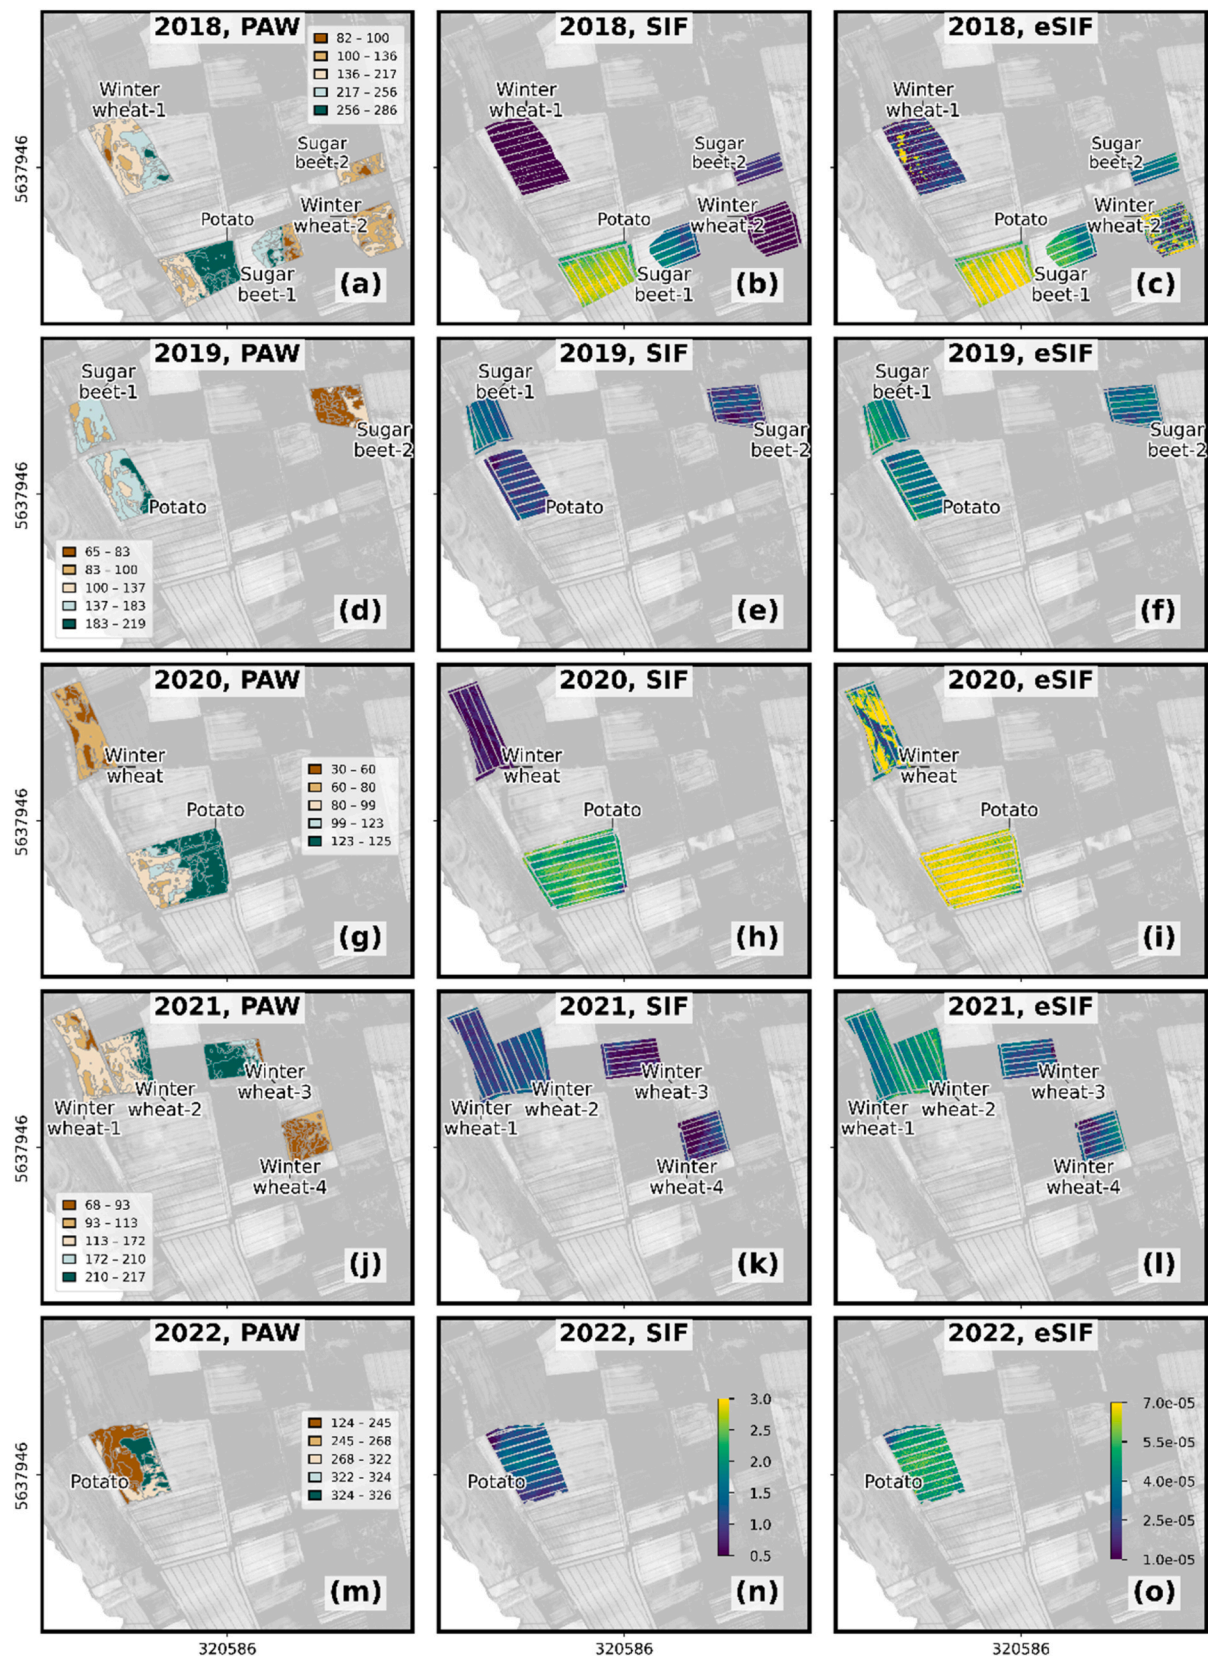 2018, PAW
82 – 100
100 – 136
136 – 217
217 – 256
256 – 286
Winter
wheat-1
Sugar
beet-2
Winter
wheat-2
Potato
Sugar
beet-1
(a)
5637946
2018, SIF
Winter
wheat-1
Sugar
beet-2
Winter
wheat-2
Potato
Sugar
beet-1
(b)
2018, eSIF
Winter
wheat-1
Sugar
beet-2
Winter
wheat-2
Potato
Sugar
beet-1
(c)
2019, PAW
Sugar
beet-1
Sugar
beet-2
Potato
65 – 83
83 – 100
100 – 137
137 – 183
183 – 219
(d)
5637946
2019, SIF
Sugar
beet-1
Sugar
beet-2
Potato
(e)
2019, eSIF
Sugar
beet-1
Sugar
beet-2
Potato
(f)
2020, PAW
Winter
wheat
30 – 60
60 – 80
80 – 99
99 – 123
123 – 125
Potato
(g)
5637946
2020, SIF
Winter
wheat
Potato
(h)
2020, eSIF
Winter
wheat
Potato
(i)
2021, PAW
Winter
wheat-1
Winter
wheat-2
Winter
wheat-3
Winter
wheat-4
68 – 93
93 – 113
113 – 172
172 – 210
210 – 217
(j)
5637946
2021, SIF
Winter
wheat-1
Winter
wheat-2
Winter
wheat-3
Winter
wheat-4
(k)
2021, eSIF
Winter
wheat-1
Winter
wheat-2
Winter
wheat-3
Winter
wheat-4
(l)
2022, PAW
124 – 245
245 – 268
268 – 322
322 – 324
324 – 326
Potato
(m)
5637946
320586
2022, SIF
Potato
3.0
2.5
2.0
1.5
1.0
0.5
(n)
320586
2022, eSIF
Potato
7.0e-05
5.5e-05
4.0e-05
2.5e-05
1.0e-05
(o)
320586